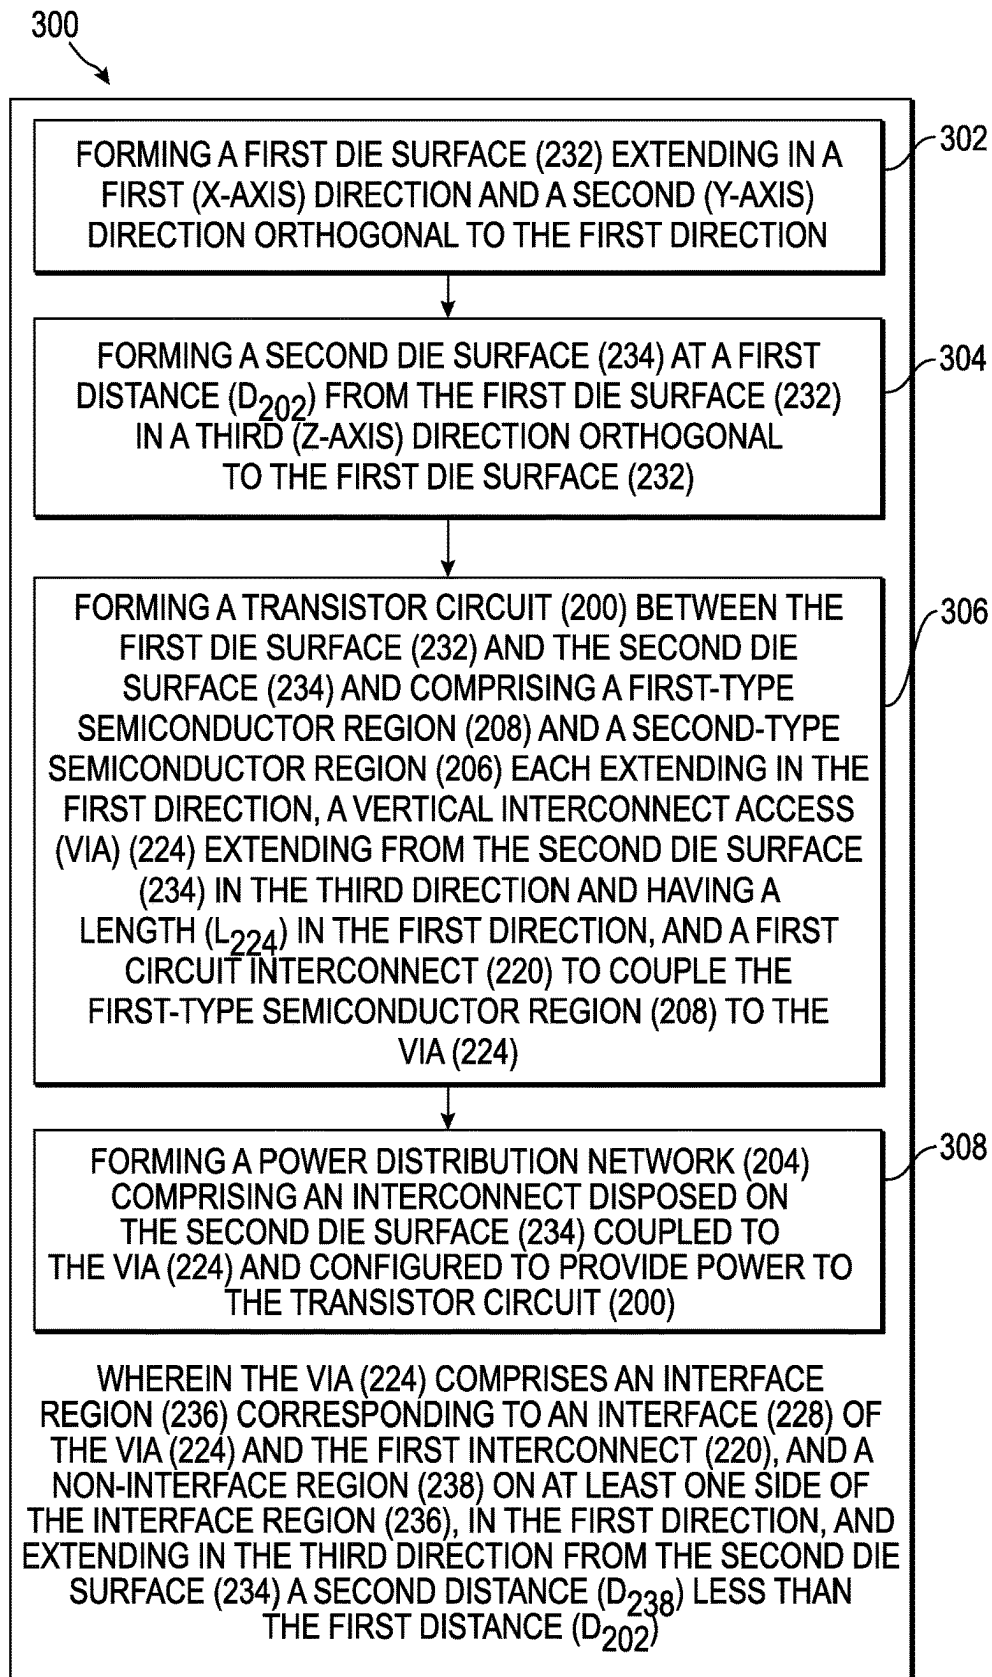 300
302
FORMING A FIRST DIE SURFACE (232) EXTENDING IN A
FIRST (X-AXIS) DIRECTION AND A SECOND (Y-AXIS)
DIRECTION ORTHOGONAL TO THE FIRST DIRECTION
304
FORMING A SECOND DIE SURFACE (234) AT A FIRST
DISTANCE (D202) FROM THE FIRST DIE SURFACE (232)
IN A THIRD (Z-AXIS) DIRECTION ORTHOGONAL
TO THE FIRST DIE SURFACE (232)
306
FORMING A TRANSISTOR CIRCUIT (200) BETWEEN THE
FIRST DIE SURFACE (232) AND THE SECOND DIE
SURFACE (234) AND COMPRISING A FIRST-TYPE
SEMICONDUCTOR REGION (208) AND A SECOND-TYPE
SEMICONDUCTOR REGION (206) EACH EXTENDING IN THE
FIRST DIRECTION, A VERTICAL INTERCONNECT ACCESS
(VIA) (224) EXTENDING FROM THE SECOND DIE SURFACE
(234) IN THE THIRD DIRECTION AND HAVING A
LENGTH (L224) IN THE FIRST DIRECTION, AND A FIRST
CIRCUIT INTERCONNECT (220) TO COUPLE THE
FIRST-TYPE SEMICONDUCTOR REGION (208) TO THE
VIA (224)
308
FORMING A POWER DISTRIBUTION NETWORK (204)
COMPRISING AN INTERCONNECT DISPOSED ON
THE SECOND DIE SURFACE (234) COUPLED TO
THE VIA (224) AND CONFIGURED TO PROVIDE POWER TO
THE TRANSISTOR CIRCUIT (200)
WHEREIN THE VIA (224) COMPRISES AN INTERFACE
REGION (236) CORRESPONDING TO AN INTERFACE (228) OF
THE VIA (224) AND THE FIRST INTERCONNECT (220), AND A
NON-INTERFACE REGION (238) ON AT LEAST ONE SIDE OF
THE INTERFACE REGION (236), IN THE FIRST DIRECTION, AND
EXTENDING IN THE THIRD DIRECTION FROM THE SECOND DIE
SURFACE (234) A SECOND DISTANCE (D238) LESS THAN
THE FIRST DISTANCE (D202)